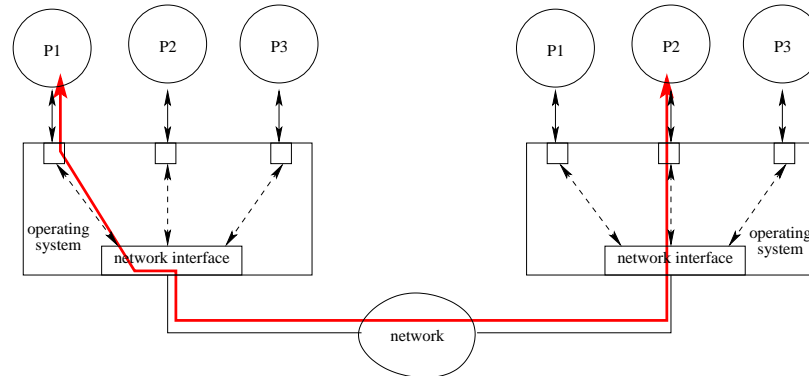 P1
P2
P3
P1
P2
P3
operating
system
network interface
operating
system
network interface
network